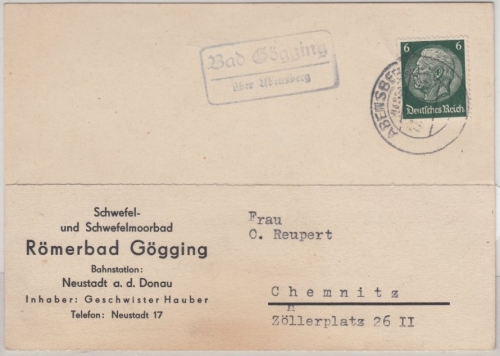 Bad Gögging
über Abensberg
6 6
Deutsches Reich
ABENSBE
Schwefel-
und Schwefelmoorbad
Römerbad Gögging
Bahnstation:
Neustadt a. d. Donau
Inhaber: Geschwister Hauber
Telefon: Neustadt 17
Frau
C. Reupert
Chemnitz
n
Zöllerplatz 26 II